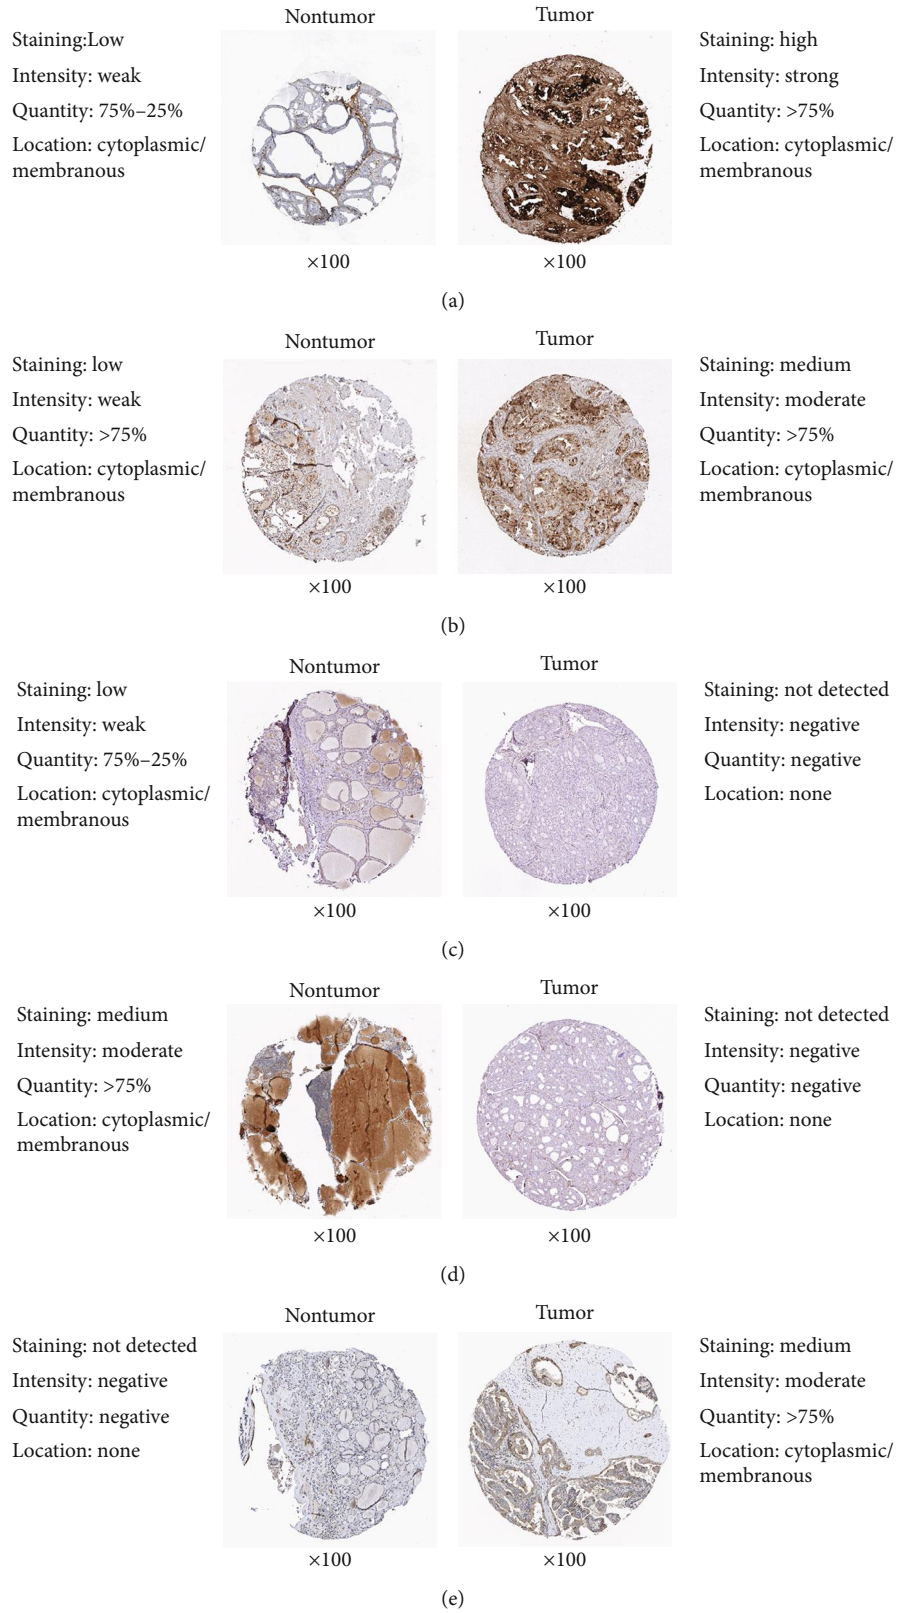 Nontumor
Tumor
Staining:Low
Intensity: weak
Quantity: 75%–25%
Location: cytoplasmic/
membranous
Staining: high
Intensity: strong
Quantity: >75%
Location: cytoplasmic/
membranous
×100
×100
(a)
Nontumor
Tumor
Staining: low
Intensity: weak
Quantity: >75%
Location: cytoplasmic/
membranous
Staining: medium
Intensity: moderate
Quantity: >75%
Location: cytoplasmic/
membranous
×100
×100
(b)
Nontumor
Tumor
Staining: low
Intensity: weak
Quantity: 75%–25%
Location: cytoplasmic/
membranous
Staining: not detected
Intensity: negative
Quantity: negative
Location: none
×100
×100
(c)
Nontumor
Tumor
Staining: medium
Intensity: moderate
Quantity: >75%
Location: cytoplasmic/
membranous
Staining: not detected
Intensity: negative
Quantity: negative
Location: none
×100
×100
(d)
Nontumor
Tumor
Staining: not detected
Intensity: negative
Quantity: negative
Location: none
Staining: medium
Intensity: moderate
Quantity: >75%
Location: cytoplasmic/
membranous
×100
×100
(e)